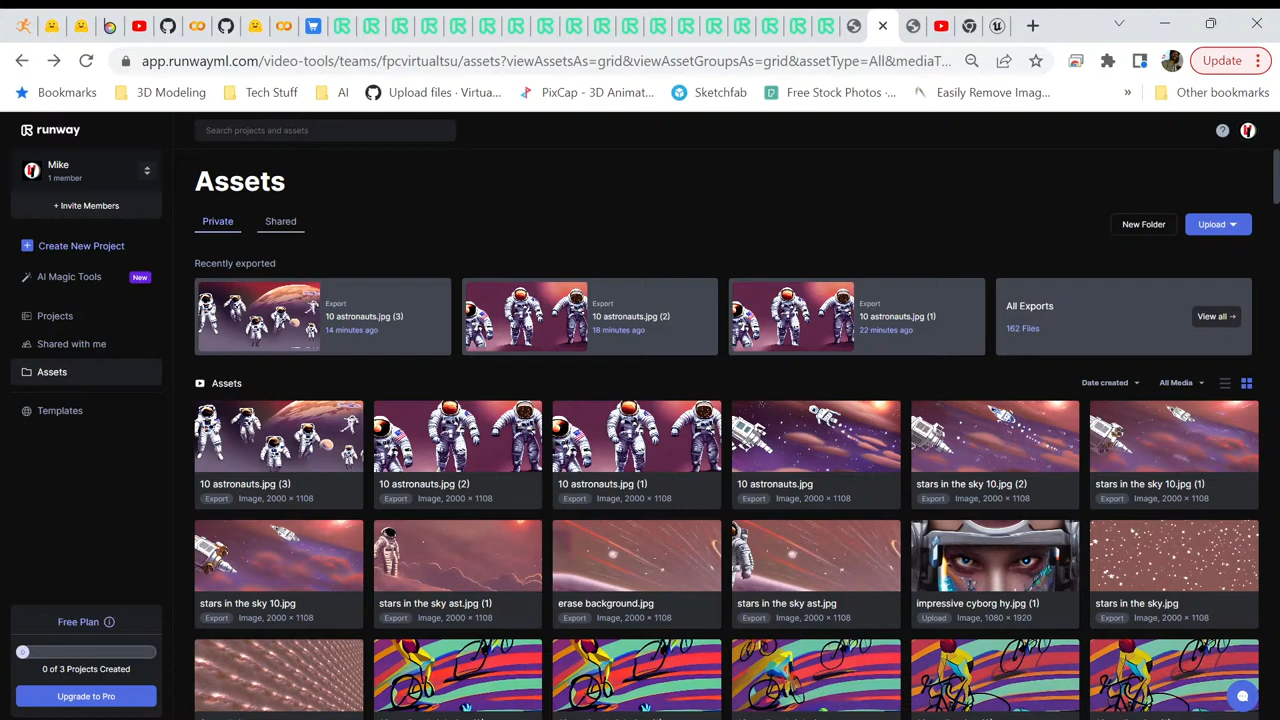 Update
app.runwayml.com/video-tools/teams/fpcvirtualtsu/assets?viewAssetsAs=grid&viewAssetGroupAs=grid&assetType=All&mediaT...
Bookmarks
3D Modeling
Tech Stuff
AI
Upload files · Virtua...
PixCap - 3D Animat...
Sketchfab
Free Stock Photos ·...
Easily Remove Imag...
»
Other bookmarks
runway
Search projects and assets
?
Mike
1 member
+ Invite Members
Create New Project
AI Magic Tools
New
Projects
Shared with me
Assets
Templates
Free Plan
0
0 of 3 Projects Created
Upgrade to Pro
Assets
Private
Shared
New Folder
Upload
Recently exported
Export
10 astronauts.jpg (3)
14 minutes ago
Export
10 astronauts.jpg (2)
18 minutes ago
Export
10 astronauts.jpg (1)
22 minutes ago
All Exports
162 Files
View all →
Assets
Date created
All Media
10 astronauts.jpg (3)
Export Image, 2000 × 1108
10 astronauts.jpg (2)
Export Image, 2000 × 1108
10 astronauts.jpg (1)
Export Image, 2000 × 1108
10 astronauts.jpg
Export Image, 2000 × 1108
stars in the sky 10.jpg (2)
Export Image, 2000 × 1108
stars in the sky 10.jpg (1)
Export Image, 2000 × 1108
stars in the sky 10.jpg
Export Image, 2000 × 1108
stars in the sky ast.jpg (1)
Export Image, 2000 × 1108
erase background.jpg
Export Image, 2000 × 1108
stars in the sky ast.jpg
Export Image, 2000 × 1108
impressive cyborg hy.jpg (1)
Upload Image, 1080 × 1920
stars in the sky.jpg
Export Image, 2000 × 1108